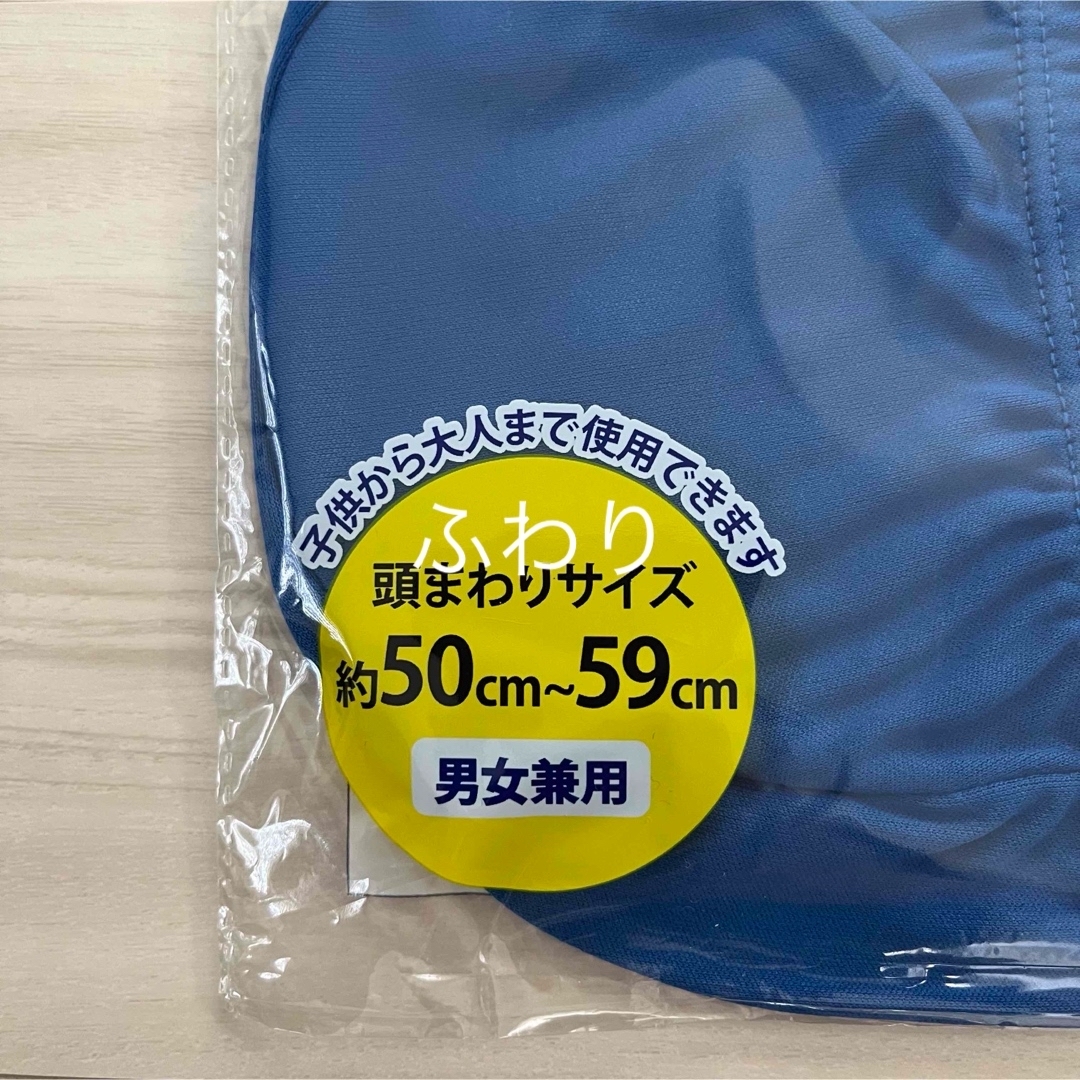 子供から大人まで使用できます
ふわり
頭まわりサイズ
約50cm~59cm
男女兼用